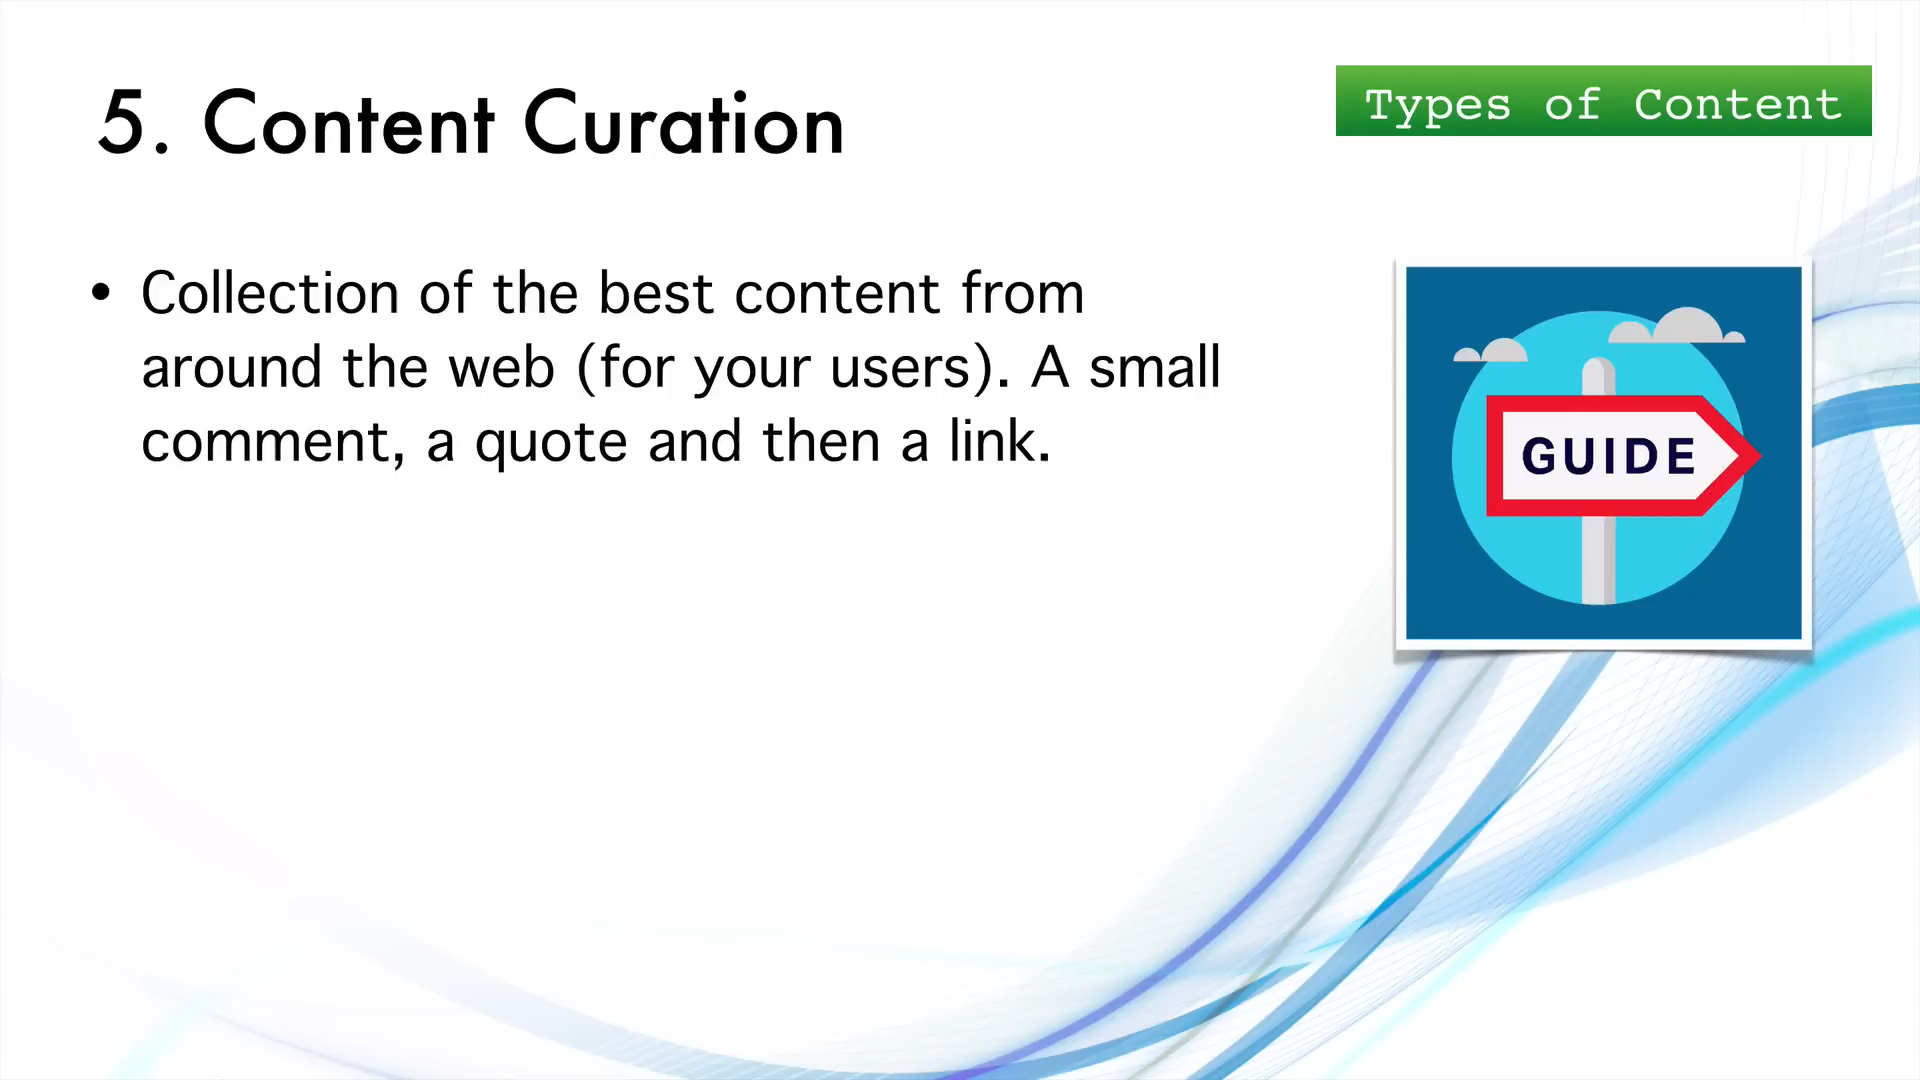 5. Content Curation
Types of Content
• Collection of the best content from
around the web (for your users). A small
comment, a quote and then a link.
GUIDE